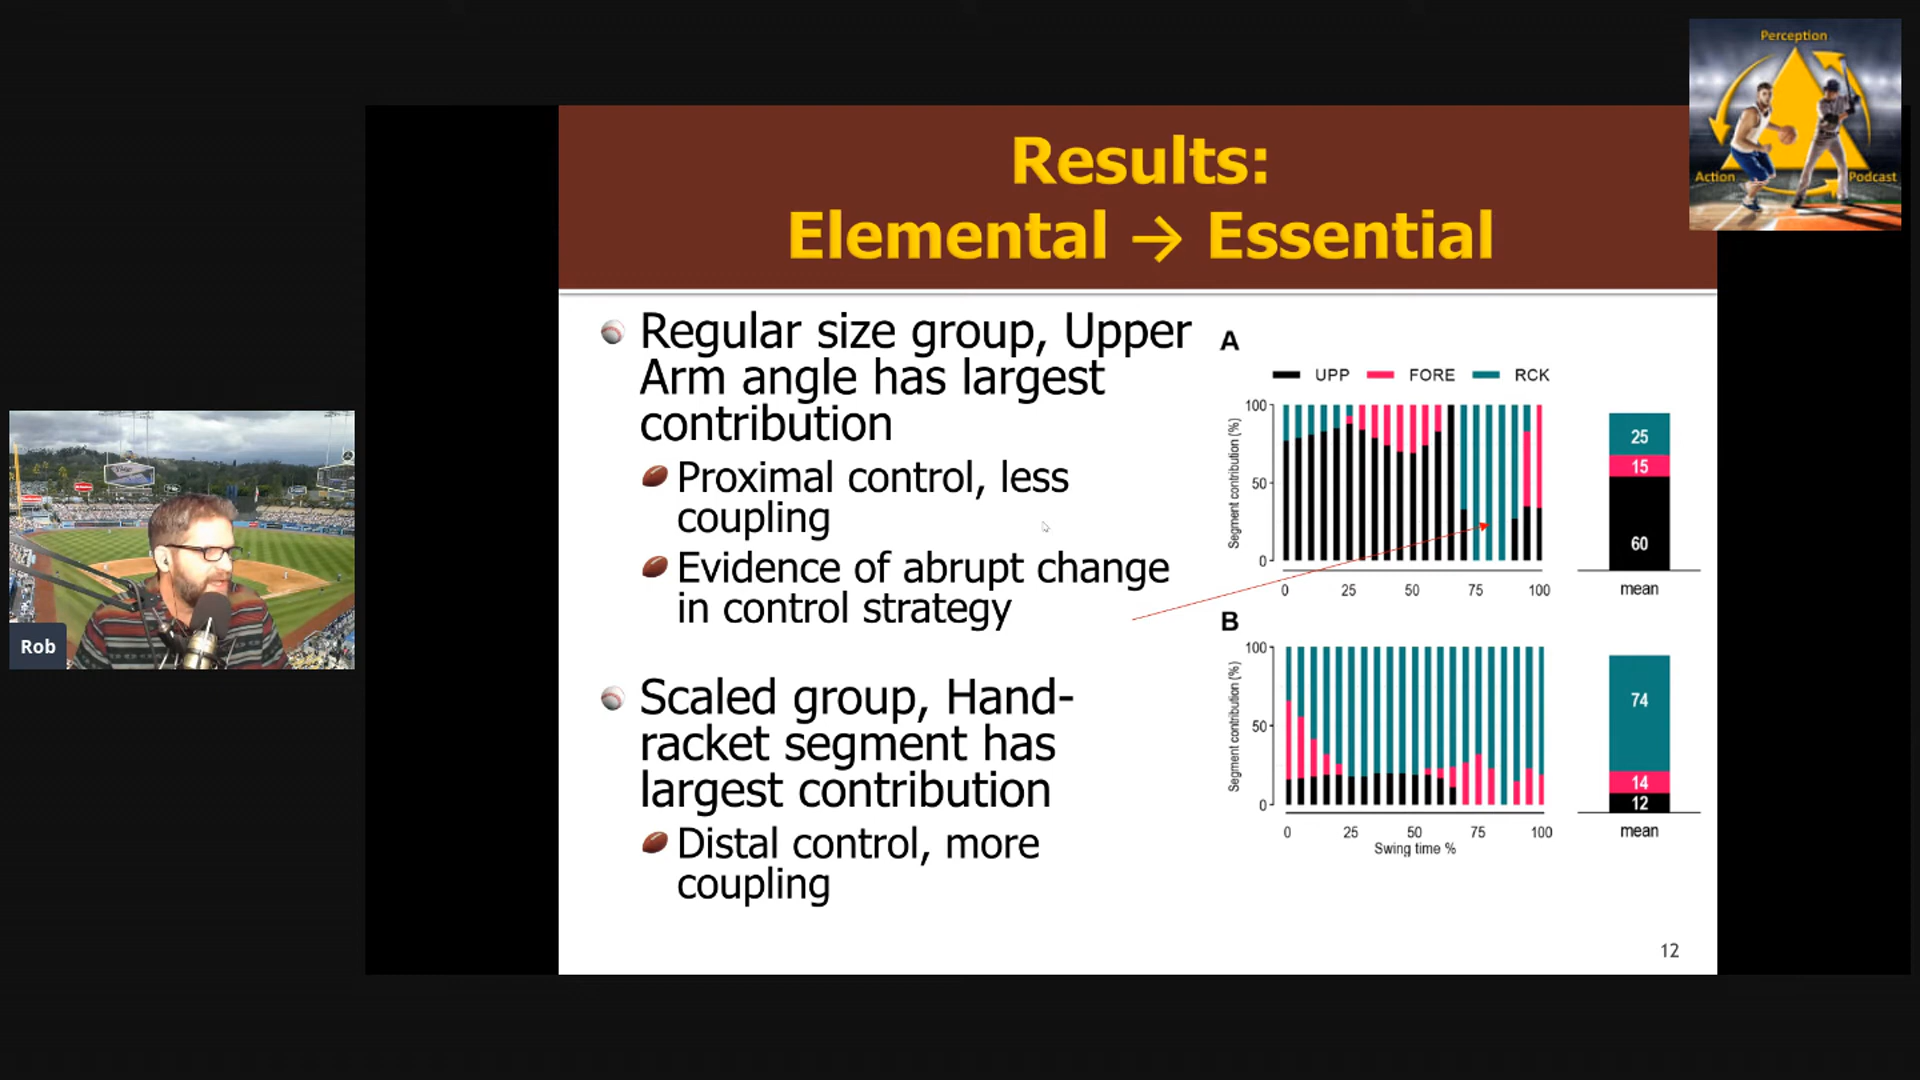 Perception
Action
Podcast
Results:
Elemental → Essential
Regular size group, Upper
Arm angle has largest
contribution
Proximal control, less
coupling
Evidence of abrupt change
in control strategy
Scaled group, Hand-
racket segment has
largest contribution
Distal control, more
coupling
A
UPP FORE RCK
Segment contribution (%)
100
50
0
0 25 50 75 100
25
15
60
mean
B
Segment contribution (%)
100
50
0
0 25 50 75 100
Swing time %
74
14
12
mean
12
Rob